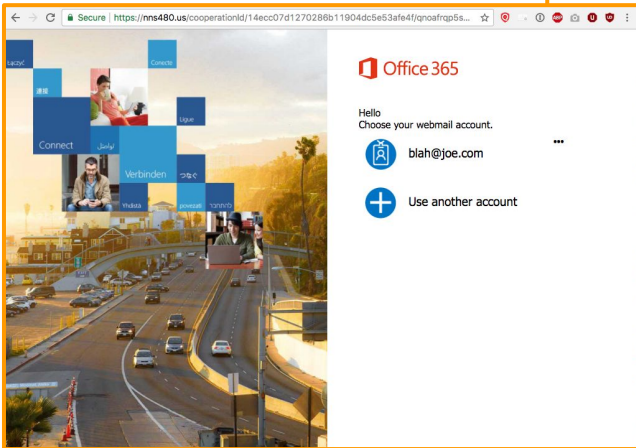 Secure | https://nns480.us/cooperationId/14ecc07d1270286b11904dc5e53afe4f/qnoafrqp5s...
Łączyć
Conecte
連接
Ligue
Connect
تواصل
Verbinden
つなぐ
Yhdistä
povezati
להתחבר
Office 365
Hello
Choose your webmail account.
blah@joe.com
Use another account